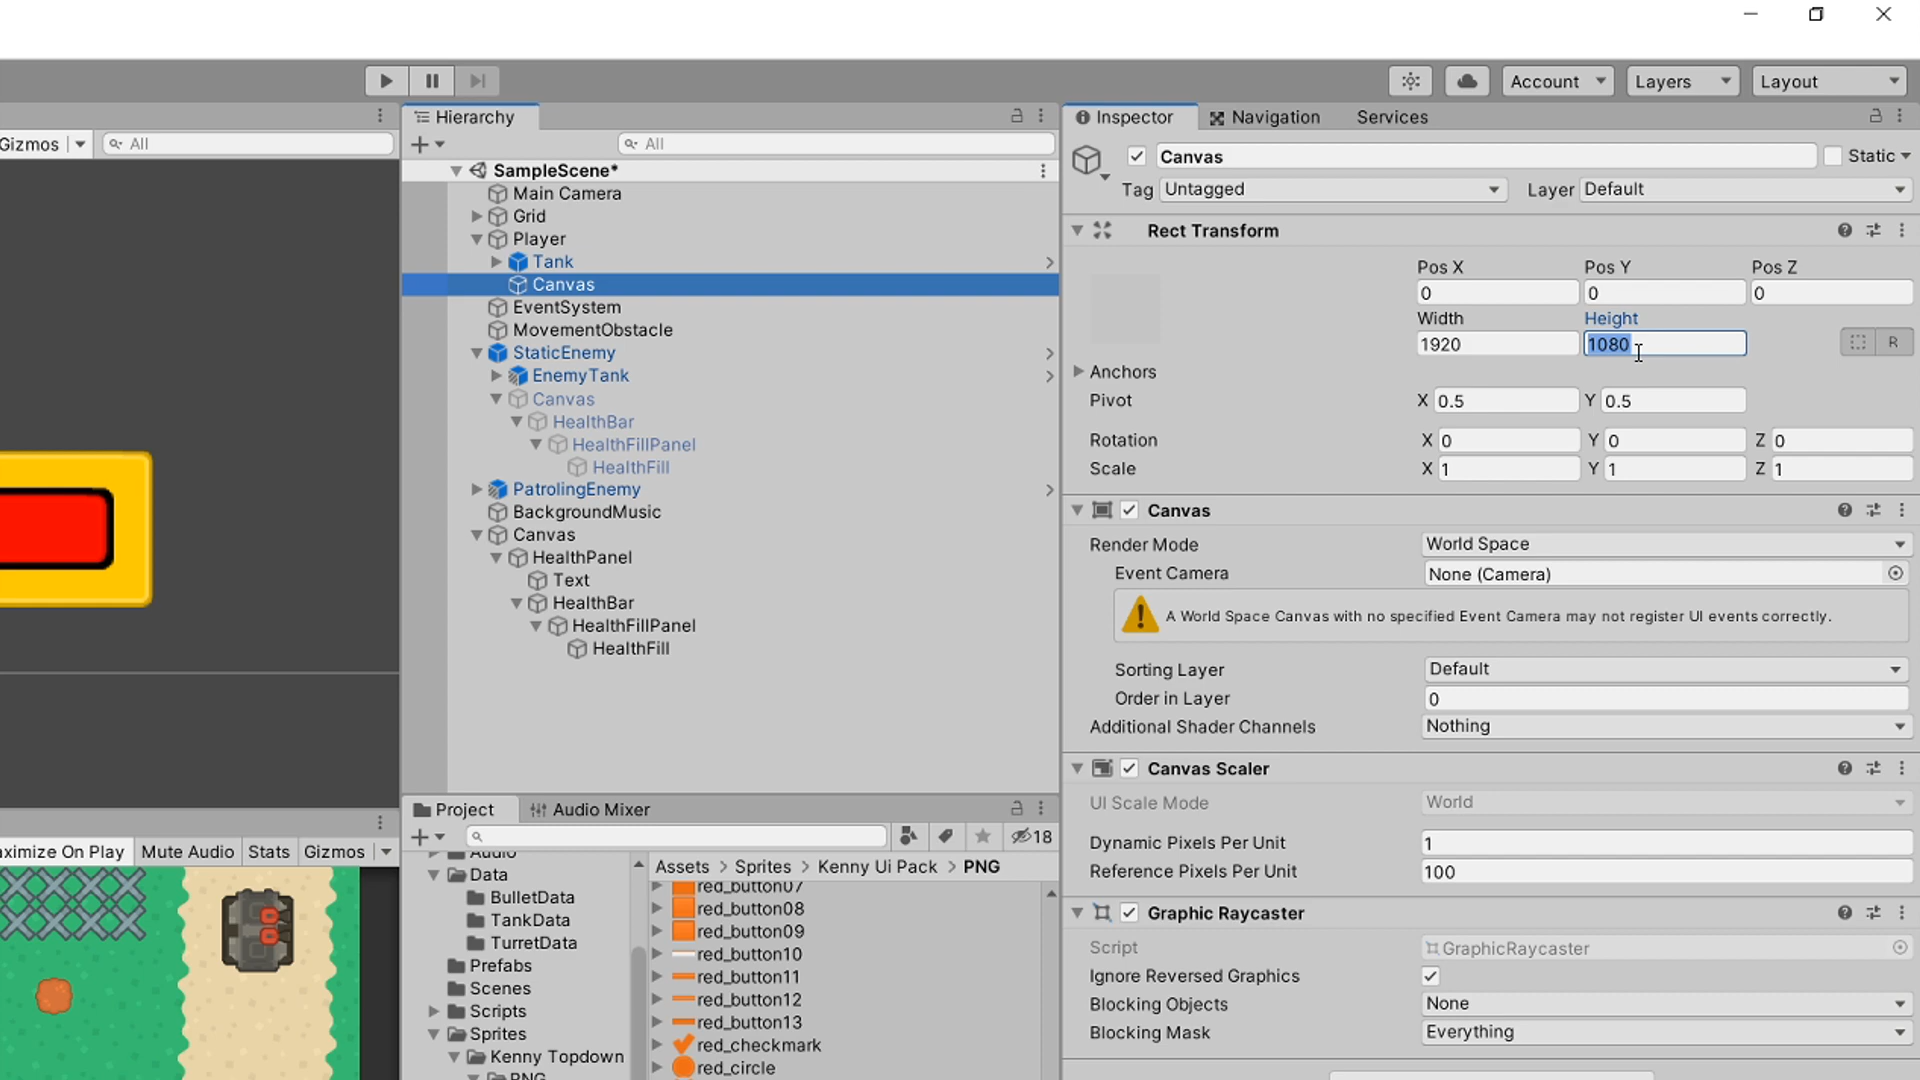 Account
Layers
Layout
Gizmos
All
Hierarchy
All
SampleScene*
Main Camera
Grid
Player
Tank
Canvas
EventSystem
MovementObstacle
StaticEnemy
EnemyTank
Canvas
HealthBar
HealthFillPanel
HealthFill
PatrolingEnemy
BackgroundMusic
Canvas
HealthPanel
Text
HealthBar
HealthFillPanel
HealthFill
Inspector
Navigation
Services
Canvas
Static
Tag Untagged
Layer Default
Rect Transform
Pos X Pos Y Pos Z
0 0 0
Width Height
1920 1080
R
Anchors
Pivot X 0.5 Y 0.5
Rotation X 0 Y 0 Z 0
Scale X 1 Y 1 Z 1
Canvas
Render Mode World Space
Event Camera None (Camera)
A World Space Canvas with no specified Event Camera may not register UI events correctly.
Sorting Layer Default
Order in Layer 0
Additional Shader Channels Nothing
Canvas Scaler
UI Scale Mode World
Dynamic Pixels Per Unit 1
Reference Pixels Per Unit 100
Graphic Raycaster
Script GraphicRaycaster
Ignore Reversed Graphics
Blocking Objects None
Blocking Mask Everything
Project
Audio Mixer
18
Audio
Data
BulletData
TankData
TurretData
Prefabs
Scenes
Scripts
Sprites
Kenny Topdown
PNG
Assets > Sprites > Kenny Ui Pack > PNG
red_button07
red_button08
red_button09
red_button10
red_button11
red_button12
red_button13
red_checkmark
red_circle
aximize On Play Mute Audio Stats Gizmos